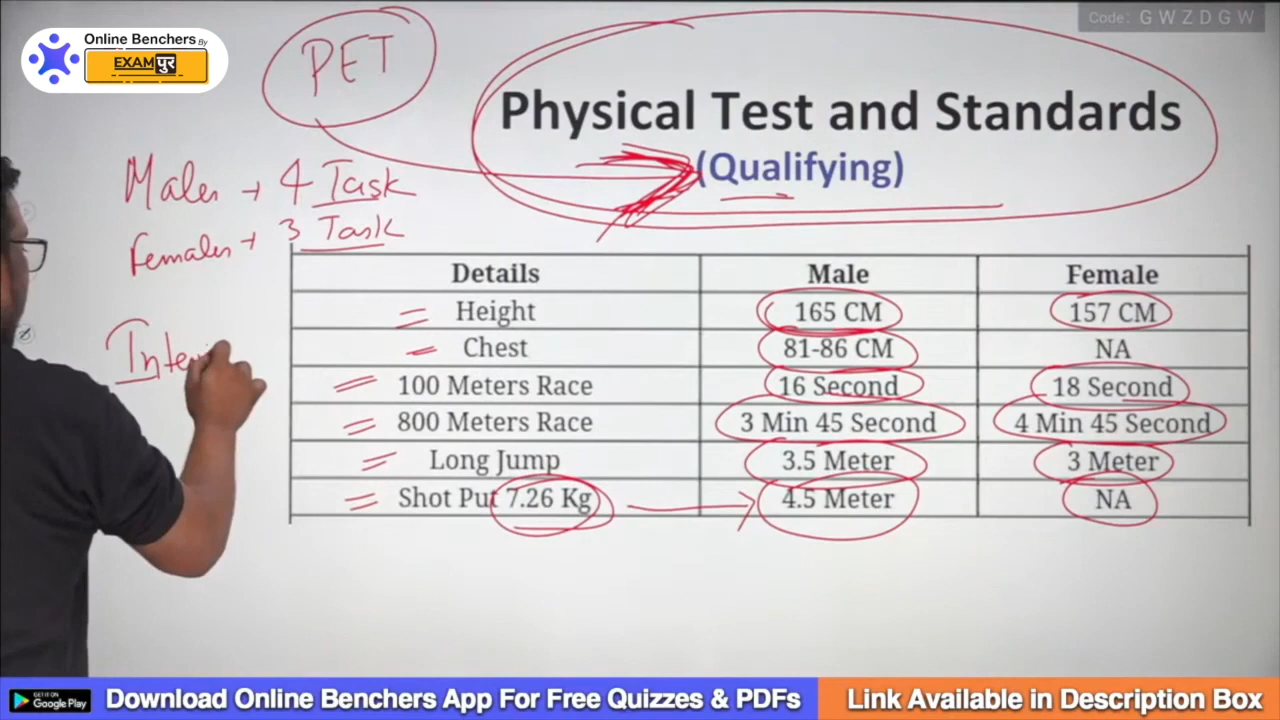 Code: GWZDGW
Online Benchers By
EXAMपुर
PET
Physical Test and Standards
(Qualifying)
Males → 4 Task
Females → 3 Task
Details Male Female
Height 165 CM 157 CM
Chest 81-86 CM NA
100 Meters Race 16 Second 18 Second
800 Meters Race 3 Min 45 Second 4 Min 45 Second
Long Jump 3.5 Meter 3 Meter
Shot Put 7.26 Kg 4.5 Meter NA
Inte
GET IT ON
Google Play
Download Online Benchers App For Free Quizzes & PDFs
Link Available in Description Box